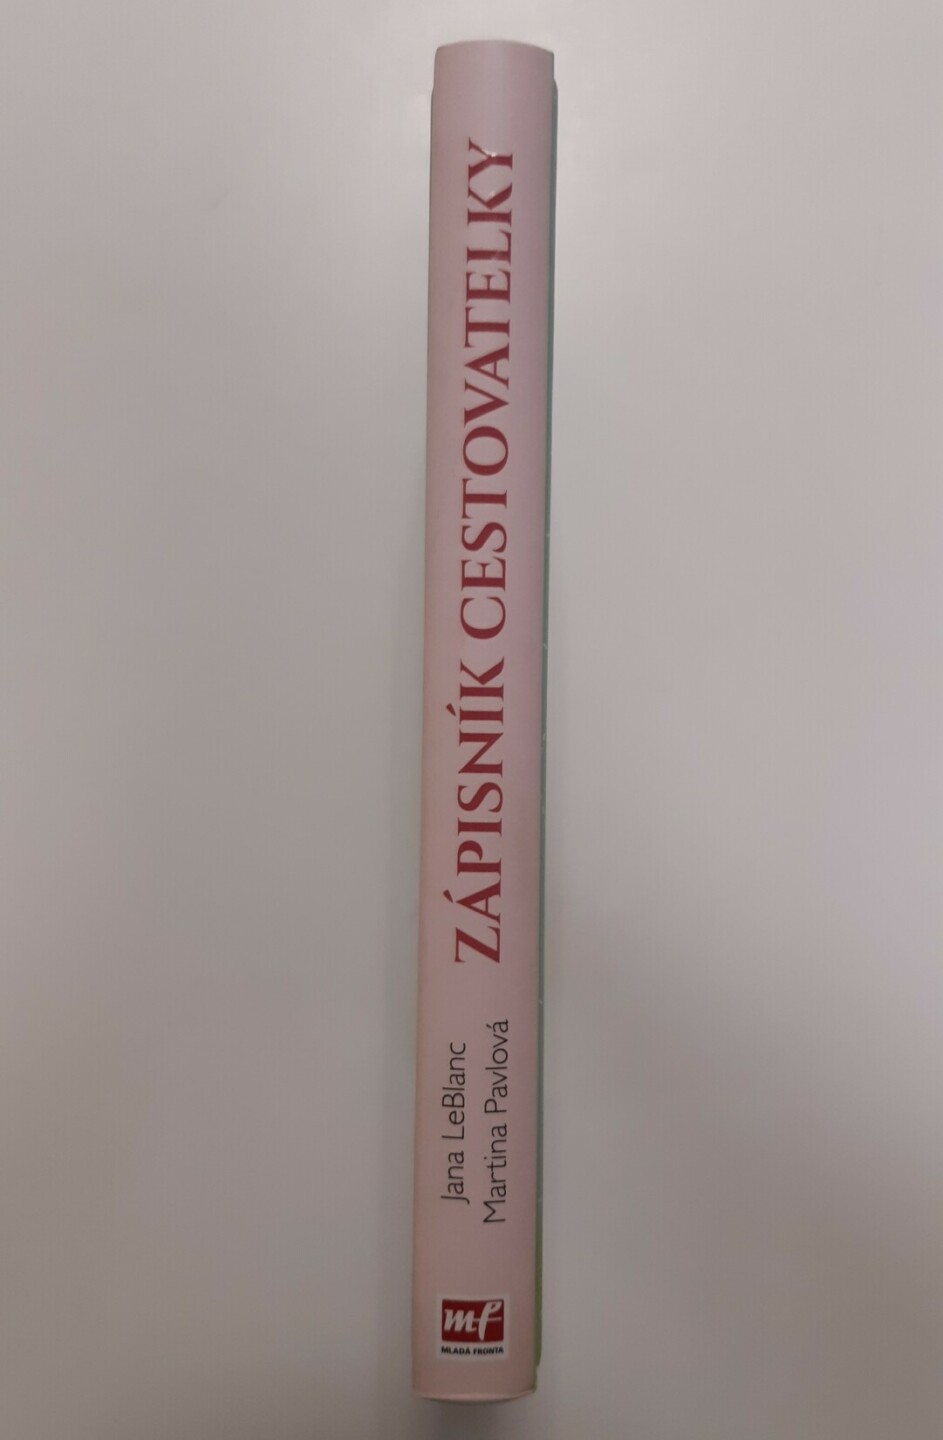 Jana LeBlanc
Martina Pavlová
ZÁPISNÍK CESTOVATELKY
mf
MLADÁ FRONTA